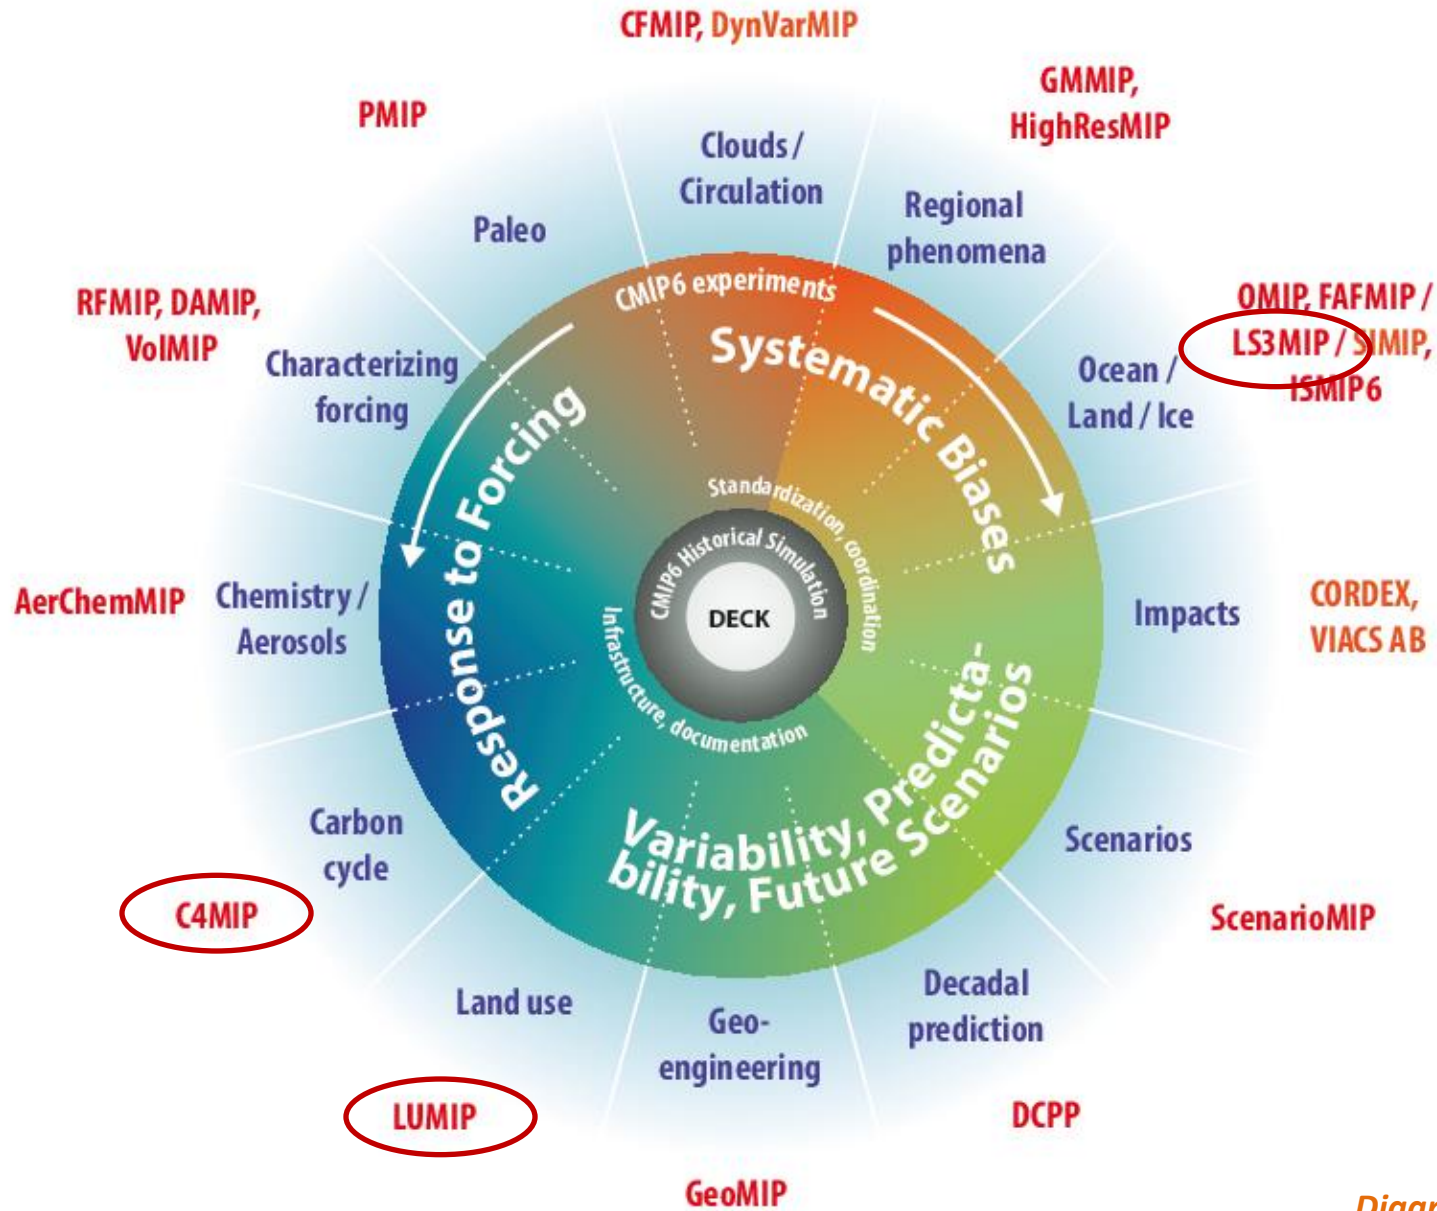 CFMIP, DynVarMIP
GMMIP,
HighResMIP
PMIP
Clouds /
Circulation
Regional
phenomena
Paleo
OMIP, FAFMIP /
LS3MIP / SIMIP,
ISMIP6
RFMIP, DAMIP,
VolMIP
Characterizing
forcing
CMIP6 experiments
Systematic Biases
Ocean /
Land / Ice
Response to Forcing
Standardization, coordination
CMIP6 Historical Simulation
DECK
Infrastructure, documentation
AerChemMIP
Chemistry /
Aerosols
Impacts
CORDEX,
VIACS AB
Variability, Predicta-
bility, Future Scenarios
Carbon
cycle
Scenarios
C4MIP
ScenarioMIP
Land use
Geo-
engineering
Decadal
prediction
LUMIP
DCPP
GeoMIP